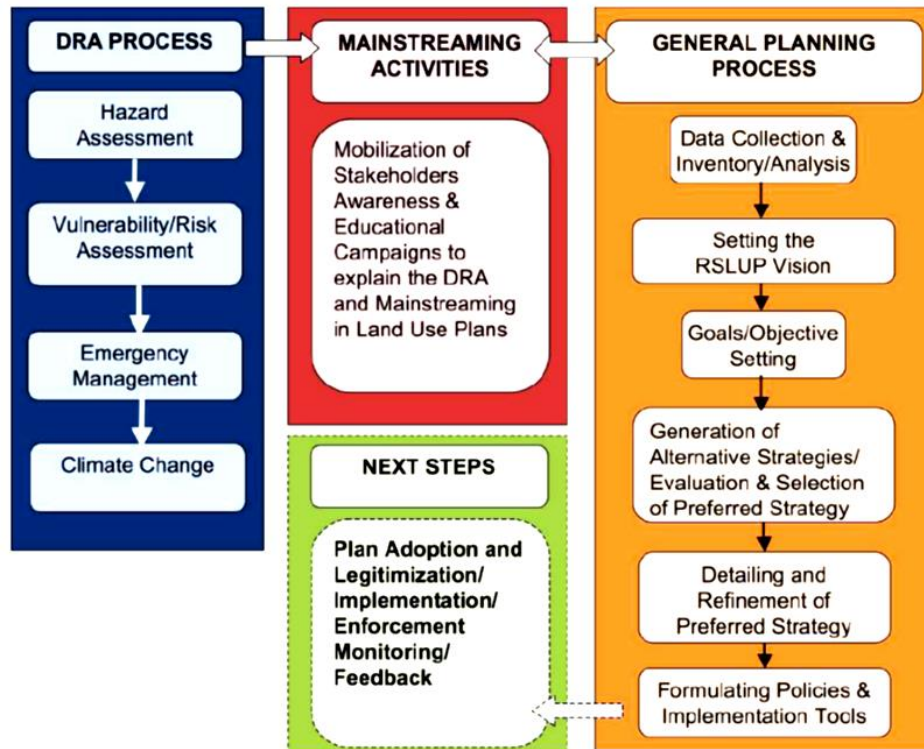 DRA PROCESS
Hazard
Assessment
Vulnerability/Risk
Assessment
Emergency
Management
Climate Change
MAINSTREAMING
ACTIVITIES
Mobilization of
Stakeholders
Awareness &
Educational
Campaigns to
explain the DRA
and Mainstreaming
in Land Use Plans
NEXT STEPS
Plan Adoption and
Legitimization/
Implementation/
Enforcement
Monitoring/
Feedback
GENERAL PLANNING
PROCESS
Data Collection &
Inventory/Analysis
Setting the
RSLUP Vision
Goals/Objective
Setting
Generation of
Alternative Strategies/
Evaluation & Selection
of Preferred Strategy
Detailing and
Refinement of
Preferred Strategy
Formulating Policies &
Implementation Tools